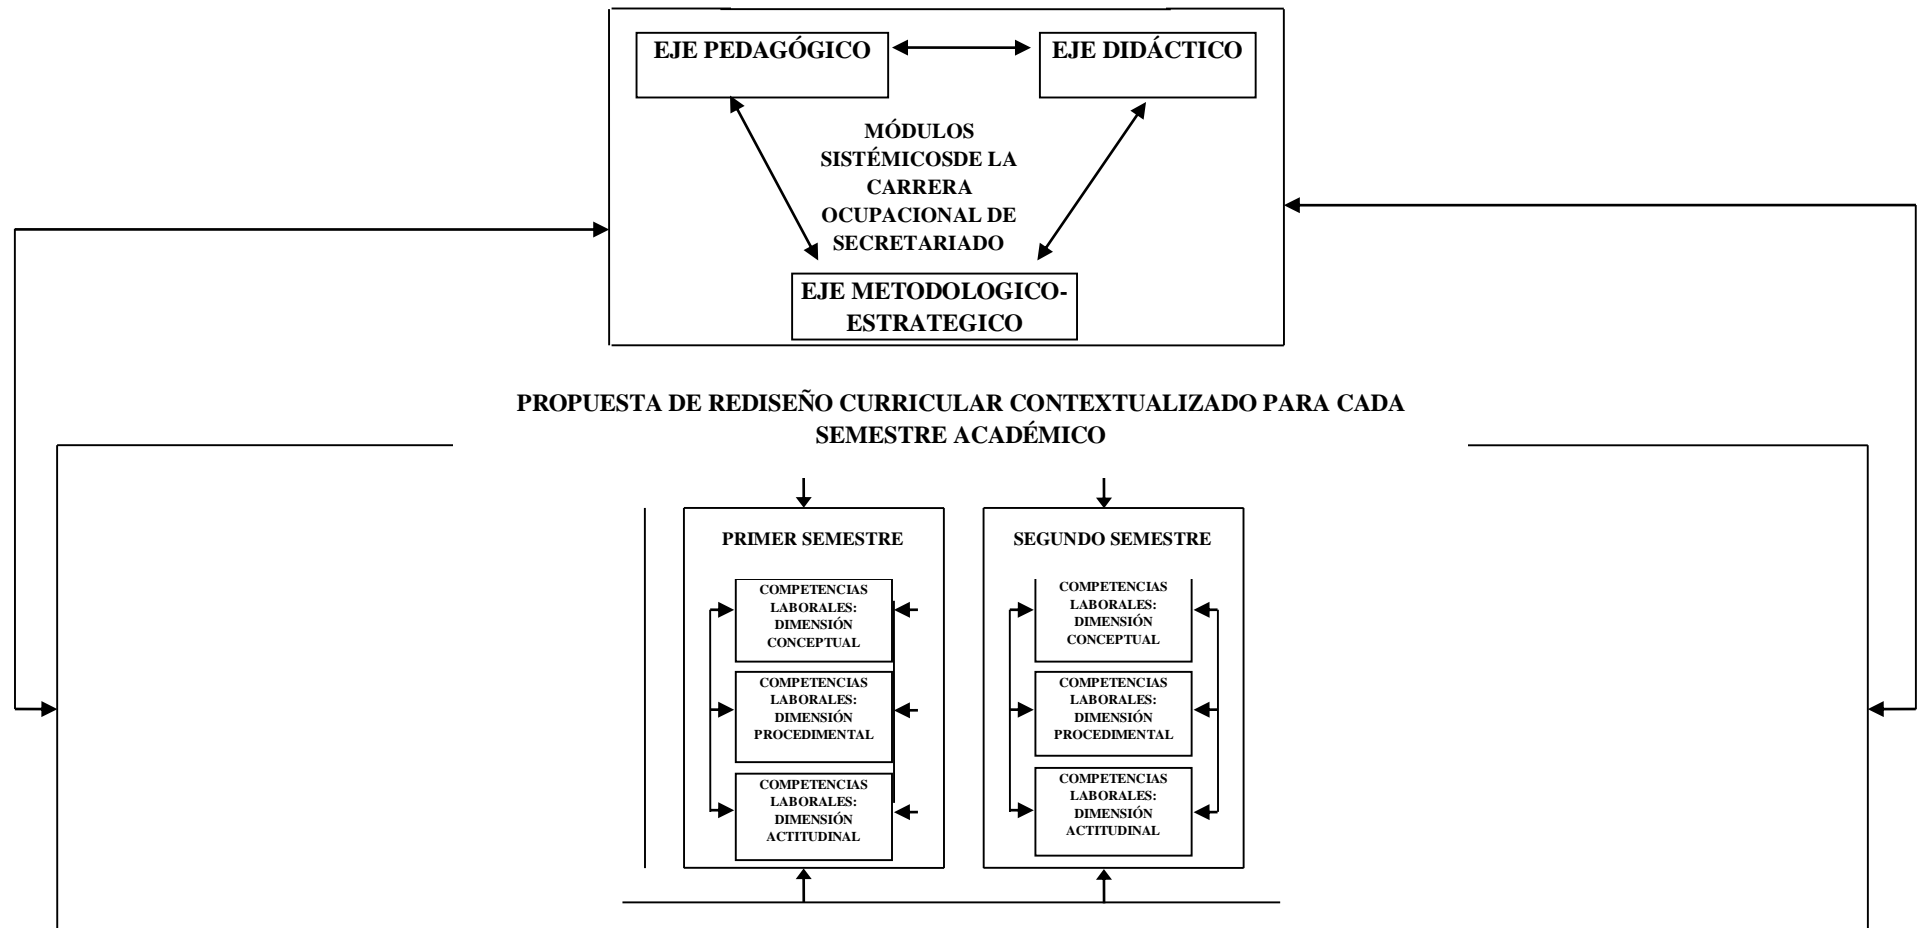 EJE PEDAGÓGICO
EJE DIDÁCTICO
MÓDULOS
SISTÉMICOSDE LA
CARRERA
OCUPACIONAL DE
SECRETARIADO
EJE METODOLOGICO-
ESTRATEGICO
PROPUESTA DE REDISEÑO CURRICULAR CONTEXTUALIZADO PARA CADA
SEMESTRE ACADÉMICO
PRIMER SEMESTRE
COMPETENCIAS
LABORALES:
DIMENSIÓN
CONCEPTUAL
COMPETENCIAS
LABORALES:
DIMENSIÓN
PROCEDIMENTAL
COMPETENCIAS
LABORALES:
DIMENSIÓN
ACTITUDINAL
SEGUNDO SEMESTRE
COMPETENCIAS
LABORALES:
DIMENSIÓN
CONCEPTUAL
COMPETENCIAS
LABORALES:
DIMENSIÓN
PROCEDIMENTAL
COMPETENCIAS
LABORALES:
DIMENSIÓN
ACTITUDINAL